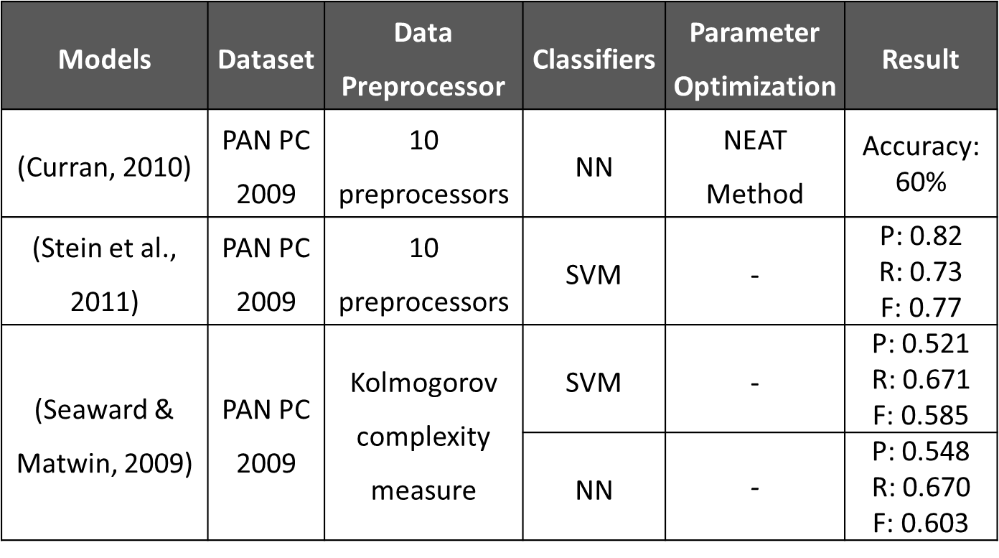 Models
Dataset
Data
Preprocessor
Classifiers
Parameter
Optimization
Result
(Curran, 2010)
PAN PC
2009
10
preprocessors
NN
NEAT
Method
Accuracy:
60%
(Stein et al.,
2011)
PAN PC
2009
10
preprocessors
SVM
-
P: 0.82
R: 0.73
F: 0.77
(Seaward &
Matwin, 2009)
PAN PC
2009
Kolmogorov
complexity
measure
SVM
-
P: 0.521
R: 0.671
F: 0.585
NN
-
P: 0.548
R: 0.670
F: 0.603